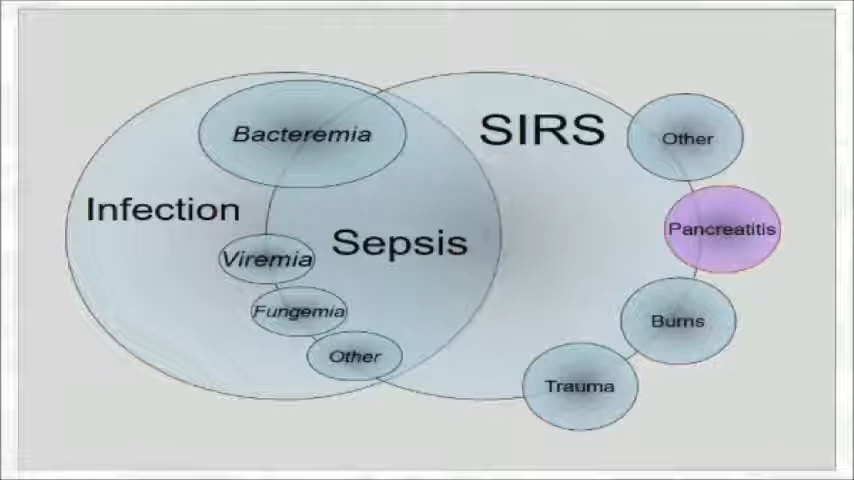 SIRS
Bacteremia
Other
Infection
Pancreatitis
Sepsis
Viremia
Fungemia
Burns
Other
Trauma